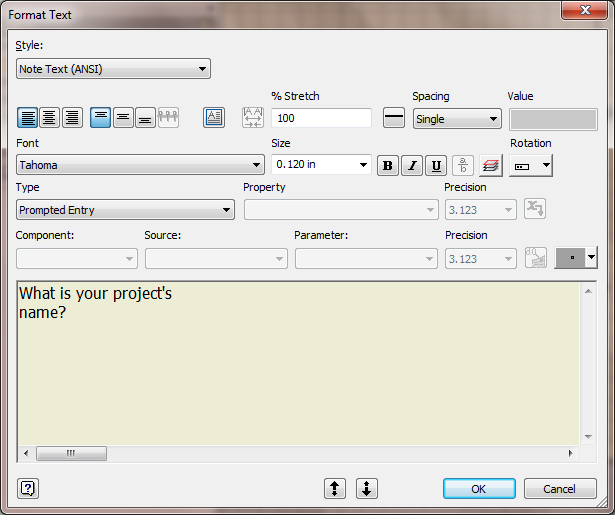 Format Text
Style:
Note Text (ANSI)
% Stretch
Spacing
Value
100
Single
Font
Size
Rotation
Tahoma
0.120 in
B I U
a
b
Type
Property
Precision
Prompted Entry
3.123
Component:
Source:
Parameter:
Precision
3.123
What is your project's
name?
OK
Cancel